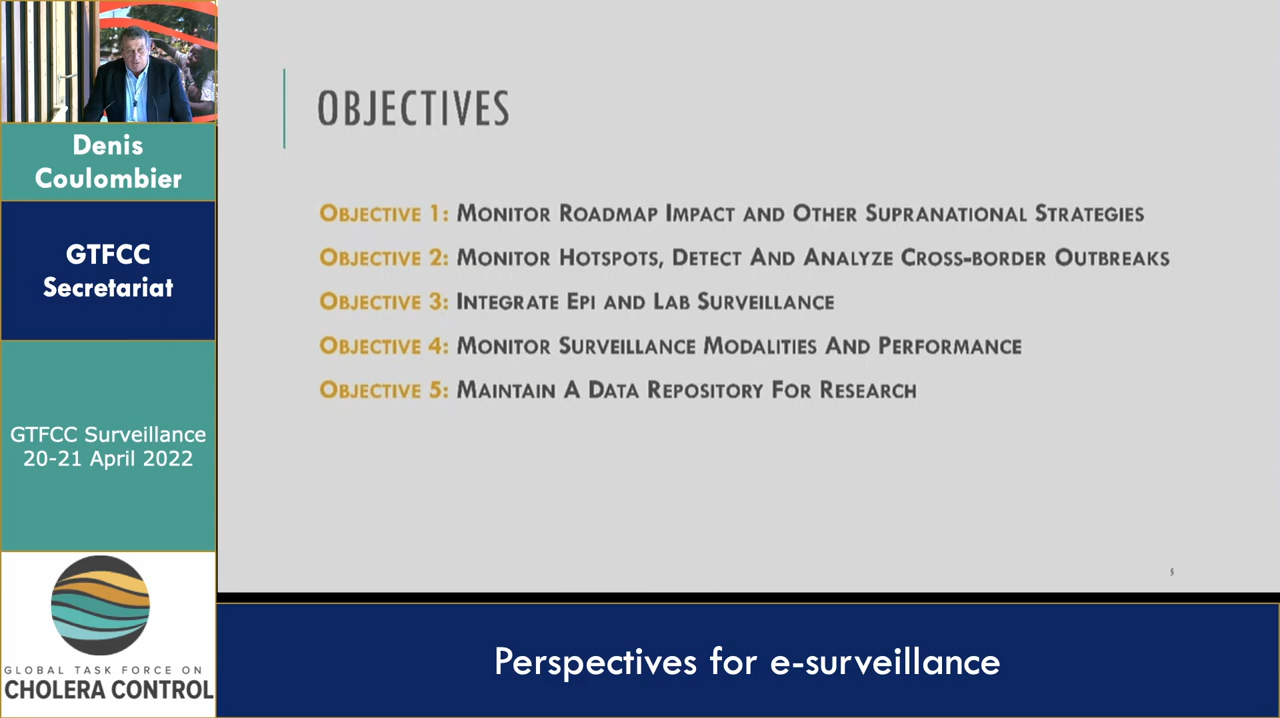 Denis
Coulombier
GTFCC
Secretariat
GTFCC Surveillance
20-21 April 2022
GLOBAL TASK FORCE ON
CHOLERA CONTROL
OBJECTIVES
OBJECTIVE 1: MONITOR ROADMAP IMPACT AND OTHER SUPRANATIONAL STRATEGIES
OBJECTIVE 2: MONITOR HOTSPOTS, DETECT AND ANALYZE CROSS-BORDER OUTBREAKS
OBJECTIVE 3: INTEGRATE EPI AND LAB SURVEILLANCE
OBJECTIVE 4: MONITOR SURVEILLANCE MODALITIES AND PERFORMANCE
OBJECTIVE 5: MAINTAIN A DATA REPOSITORY FOR RESEARCH
5
Perspectives for e-surveillance